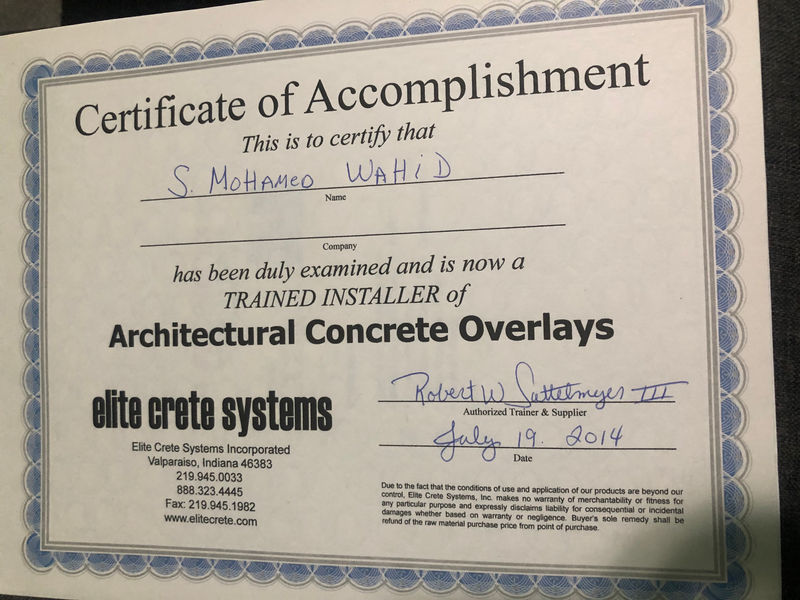 Certificate of Accomplishment
This is to certify that
S. MOHAMED WAHiD
Name
Company
has been duly examined and is now a
TRAINED INSTALLER of
Architectural Concrete Overlays
elite crete systems
Elite Crete Systems Incorporated
Valparaiso, Indiana 46383
219.945.0033
888.323.4445
Fax: 219.945.1982
www.elitecrete.com
Robert W Suttelmyer III
Authorized Trainer & Supplier
July 19. 2014
Date
Due to the fact that the conditions of use and application of our products are beyond our
control, Elite Crete Systems, Inc. makes no warranty of merchantability or fitness for
any particular purpose and expressly disclaims liability for consequential or incidental
damages whether based on warranty or negligence. Buyer's sole remedy shall be
refund of the raw material purchase price from point of purchase.